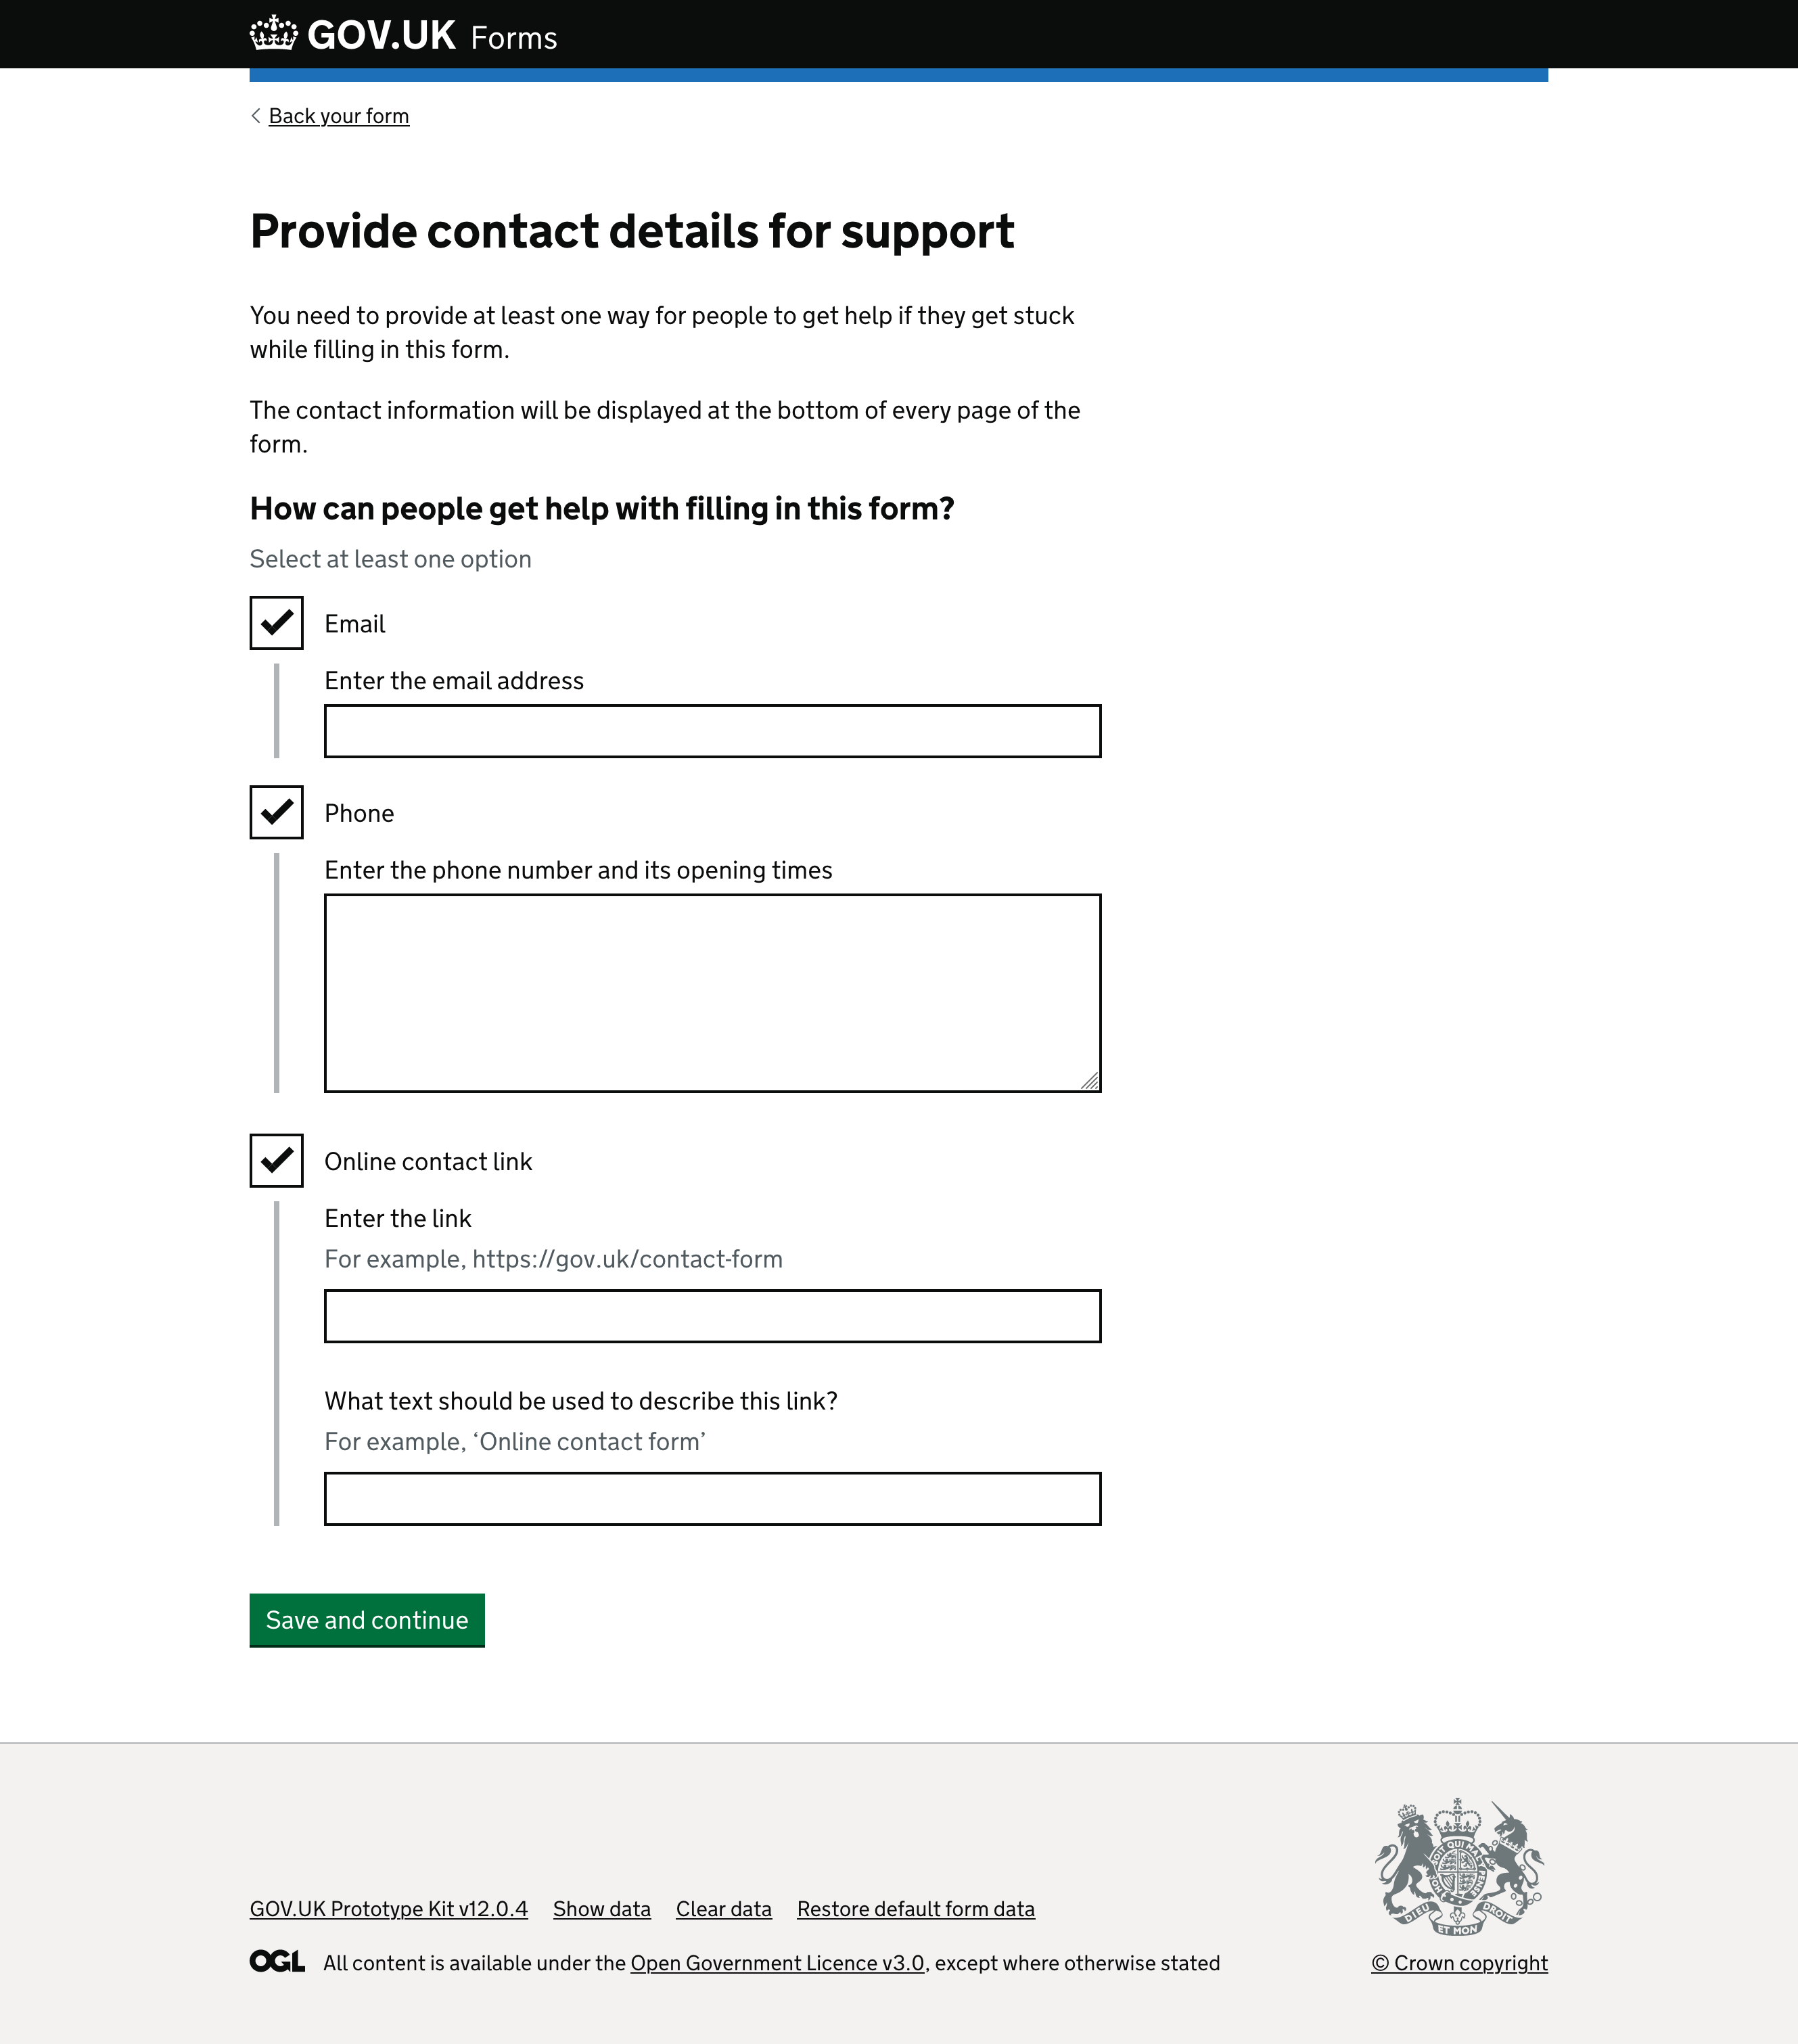 GOV.UK Forms
Back your form
Provide contact details for support
You need to provide at least one way for people to get help if they get stuck
while filling in this form.
The contact information will be displayed at the bottom of every page of the
form.
How can people get help with filling in this form?
Select at least one option
Email
Enter the email address
Phone
Enter the phone number and its opening times
Online contact link
Enter the link
For example, https://gov.uk/contact-form
What text should be used to describe this link?
For example, ‘Online contact form’
Save and continue
GOV.UK Prototype Kit v12.0.4 Show data Clear data Restore default form data
DIEU ET MON DROIT
OGL All content is available under the Open Government Licence v3.0, except where otherwise stated
© Crown copyright